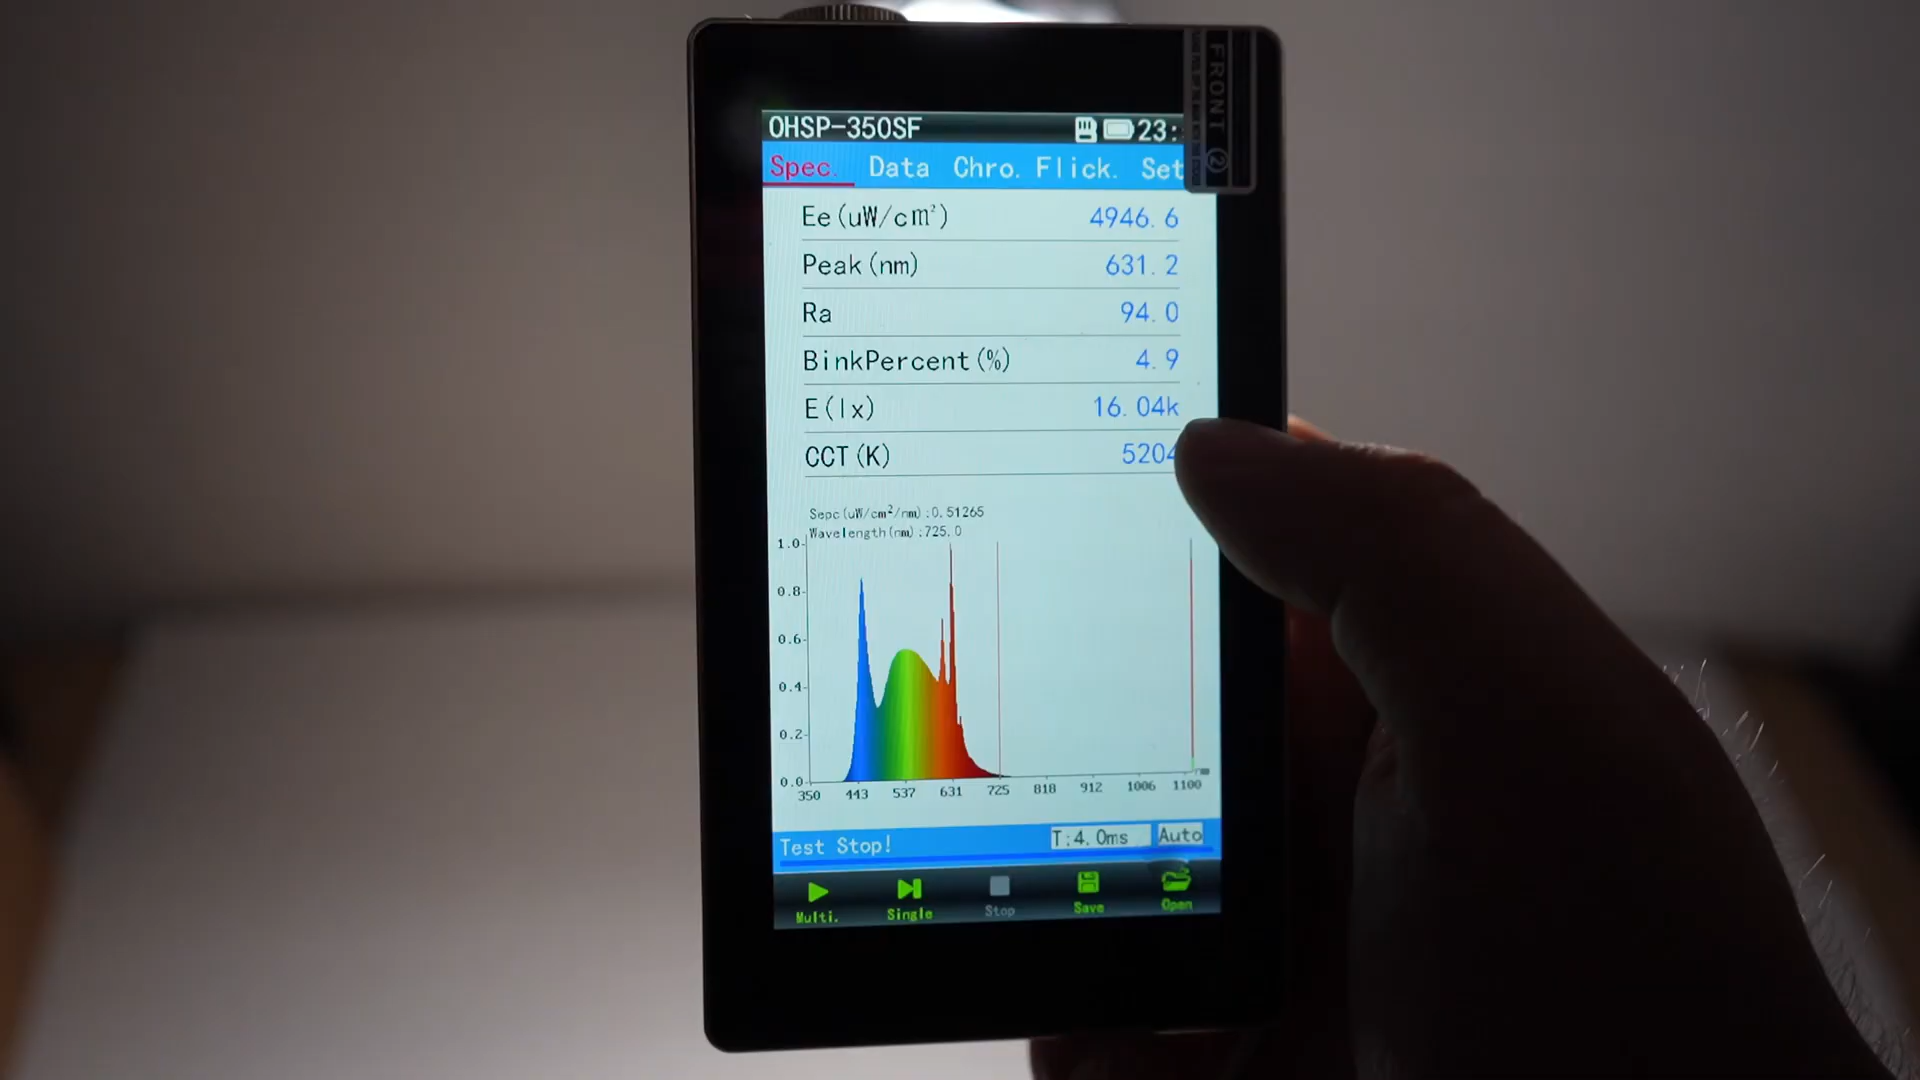 FRONT ②
OHSP-350SF 23:
Spec. Data Chro. Flick. Set
Ee(uW/cm²) 4946.6
Peak(nm) 631.2
Ra 94.0
BinkPercent(%) 4.9
E(lx) 16.04k
CCT(K) 5204
Sepc(uW/cm²/nm):0.51265
Wavelength(nm):725.0
1.0
0.8
0.6
0.4
0.2
0.0
350 443 537 631 725 818 912 1006 1100
Test Stop! T:4.0ms Auto
Multi. Single Stop Save Open